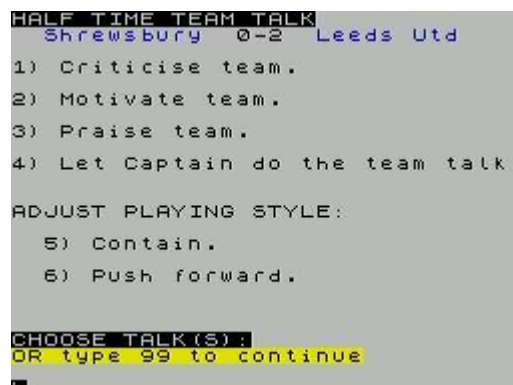 HALF TIME TEAM TALK
Shrewsbury 0-2 Leeds Utd
1) Criticise team.
2) Motivate team.
3) Praise team.
4) Let Captain do the team talk
ADJUST PLAYING STYLE:
5) Contain.
6) Push forward.
CHOOSE TALK(S):
OR type 99 to continue